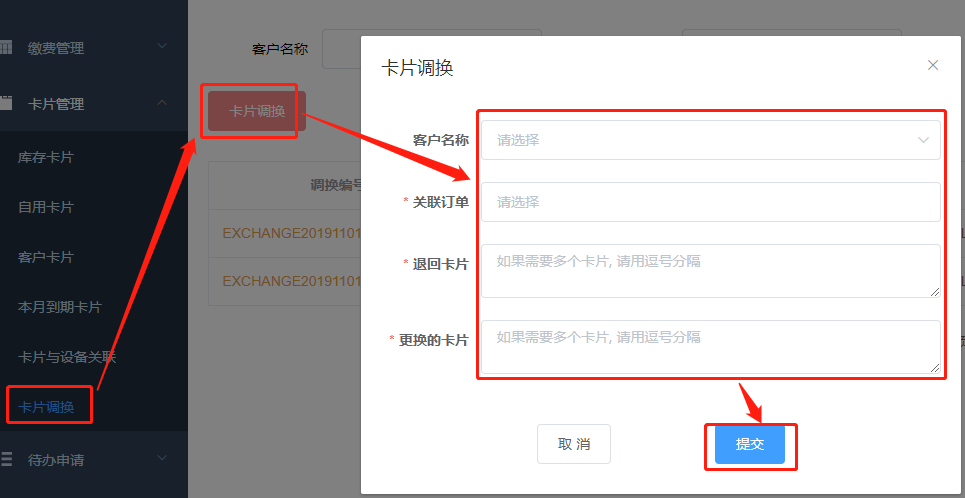 缴费管理
卡片管理
库存卡片
自用卡片
客户卡片
本月到期卡片
卡片与设备关联
卡片调换
待办申请
客户名称
卡片调换
调换编号
EXCHANGE20191101
EXCHANGE20191101
卡片调换
客户名称 请选择
* 关联订单 请选择
* 退回卡片 如果需要多个卡片, 请用逗号分隔
* 更换的卡片 如果需要多个卡片, 请用逗号分隔
取 消 提交